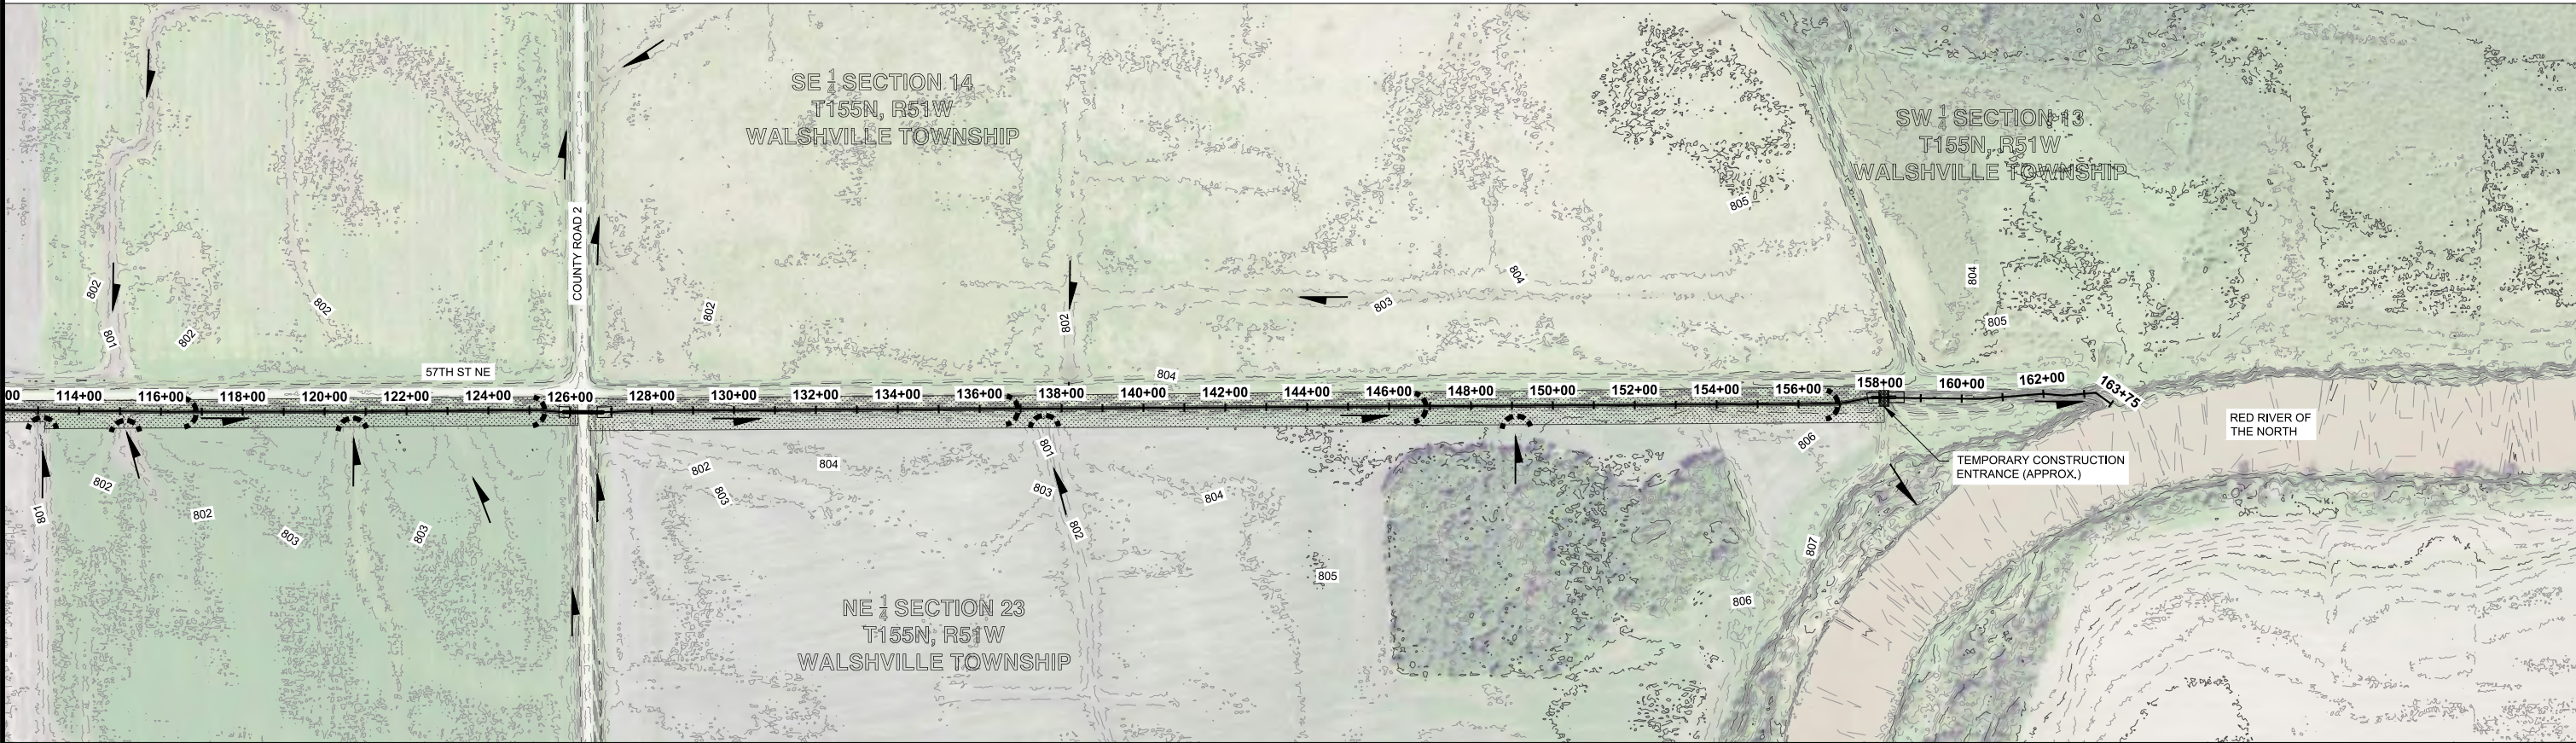 SE 1/4 SECTION 14
T155N, R51W
WALSHVILLE TOWNSHIP
SW 1/4 SECTION 13
T155N, R51W
WALSHVILLE TOWNSHIP
COUNTY ROAD 2
805
804
804
802
802
802
803
802
805
801
802
57TH ST NE
804
00 114+00 116+00 118+00 120+00 122+00 124+00 126+00 128+00 130+00 132+00 134+00 136+00 138+00 140+00 142+00 144+00 146+00 148+00 150+00 152+00 154+00 156+00 158+00 160+00 162+00 163+75
RED RIVER OF
THE NORTH
806
801
802
804
TEMPORARY CONSTRUCTION
ENTRANCE (APPROX.)
802
803
803
804
801
802
803
803
802
807
805
806
NE 1/4 SECTION 23
T155N, R51W
WALSHVILLE TOWNSHIP